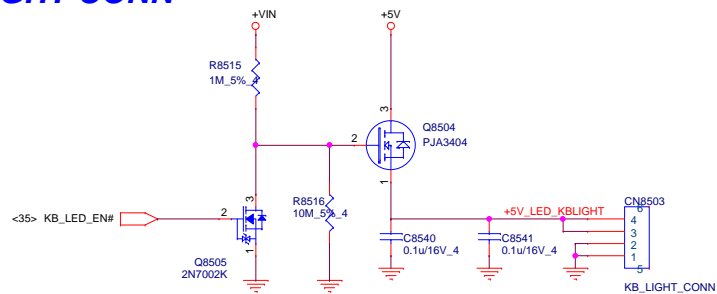 CONN
+VIN
+5V
R8515
1M_5%_4
3
Q8504
PJA3404
2
1
R8516
10M_5%_4
3
<35> KB_LED_EN#
2
1
Q8505
2N7002K
+5V_LED_KBLIGHT
CN8503
6
4
3
2
1
5
C8540
0.1u/16V_4
C8541
0.1u/16V_4
KB_LIGHT_CONN